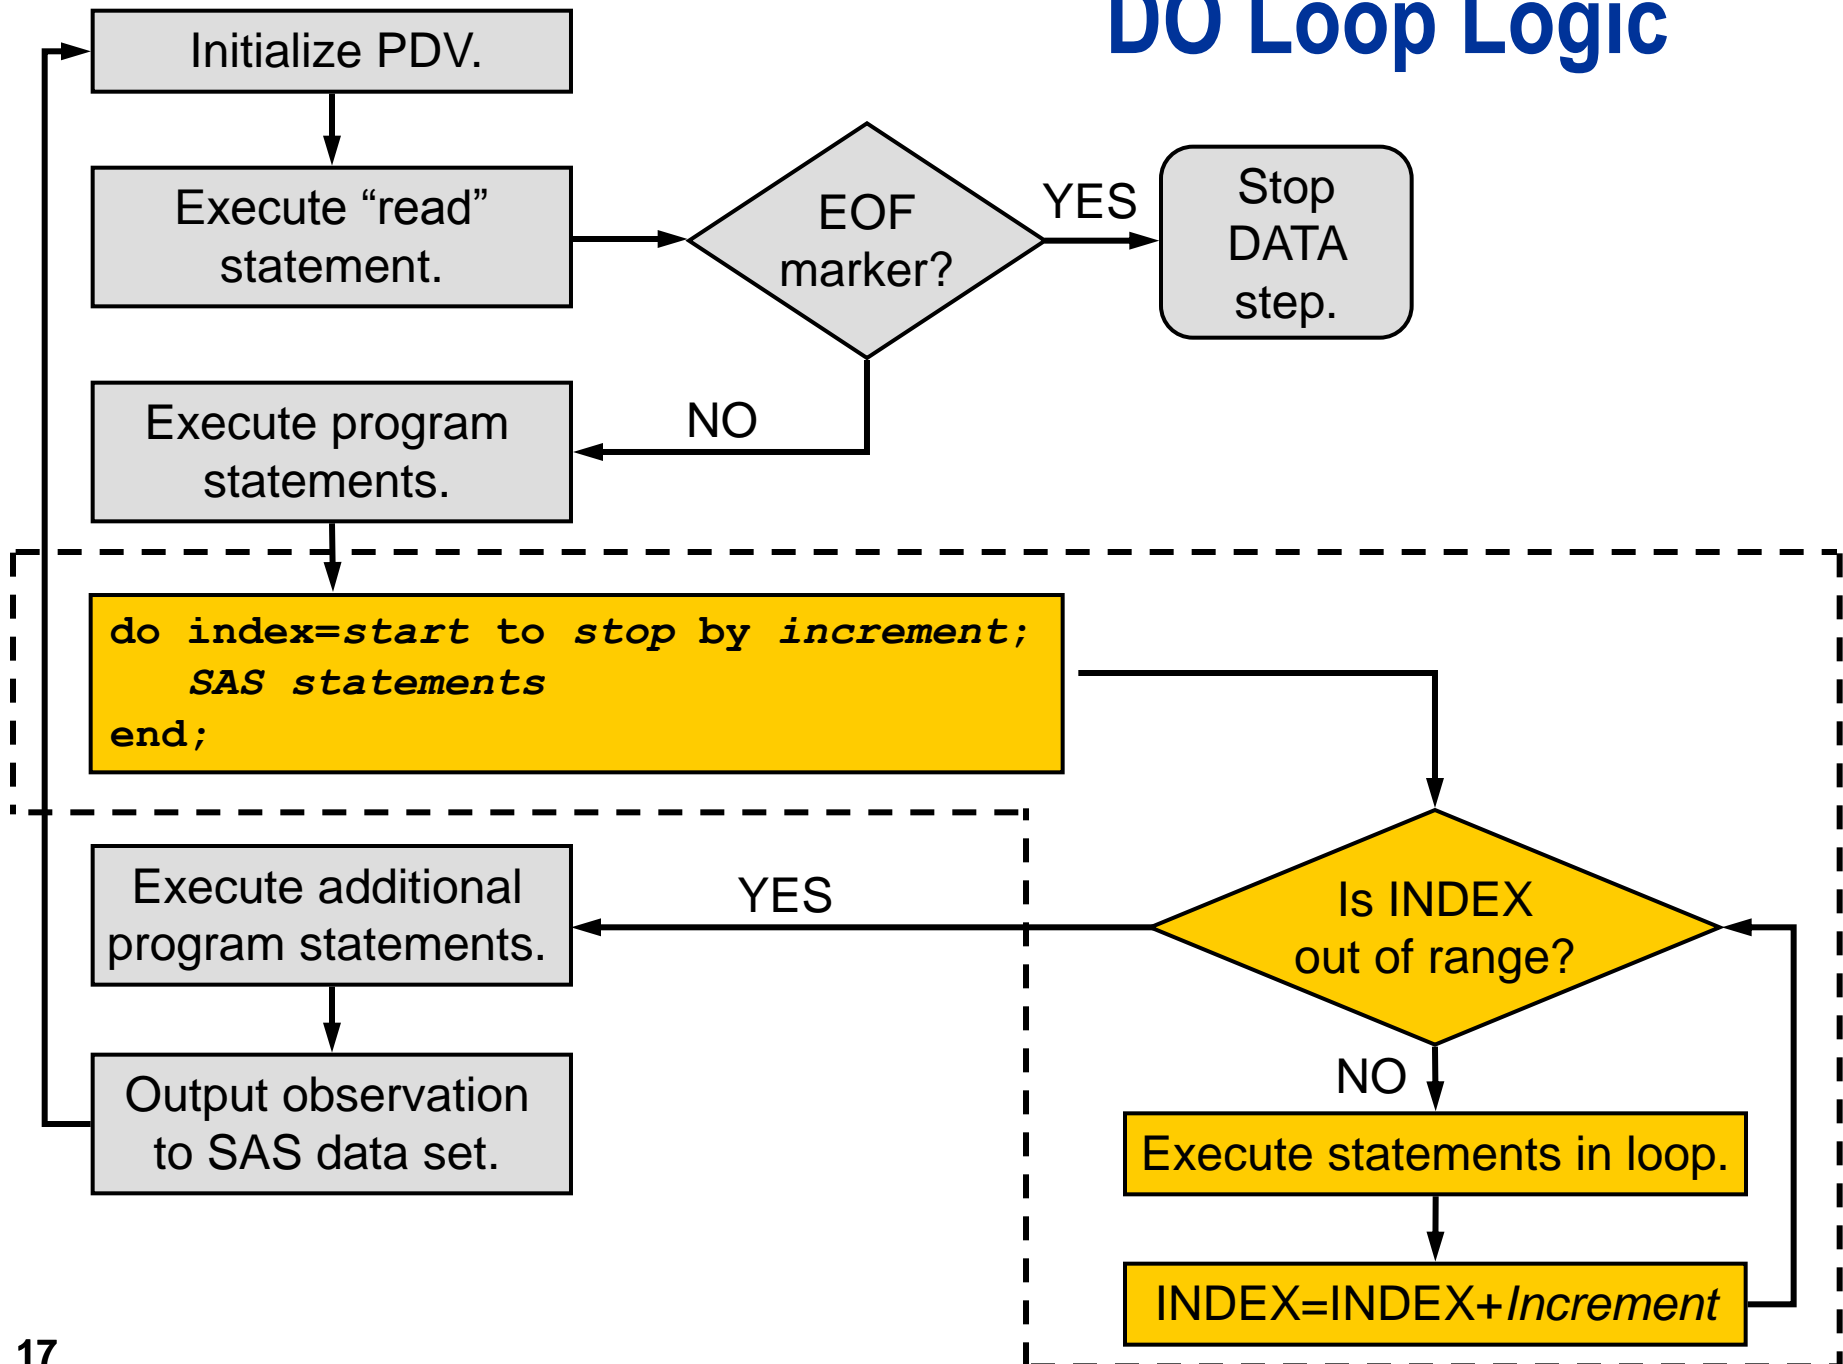 DO Loop Logic
Initialize PDV.
Execute “read”
statement.
EOF
marker?
YES
Stop
DATA
step.
NO
Execute program
statements.
do index=start to stop by increment;
SAS statements
end;
Is INDEX
out of range?
YES
Execute additional
program statements.
NO
Execute statements in loop.
Output observation
to SAS data set.
INDEX=INDEX+Increment
17